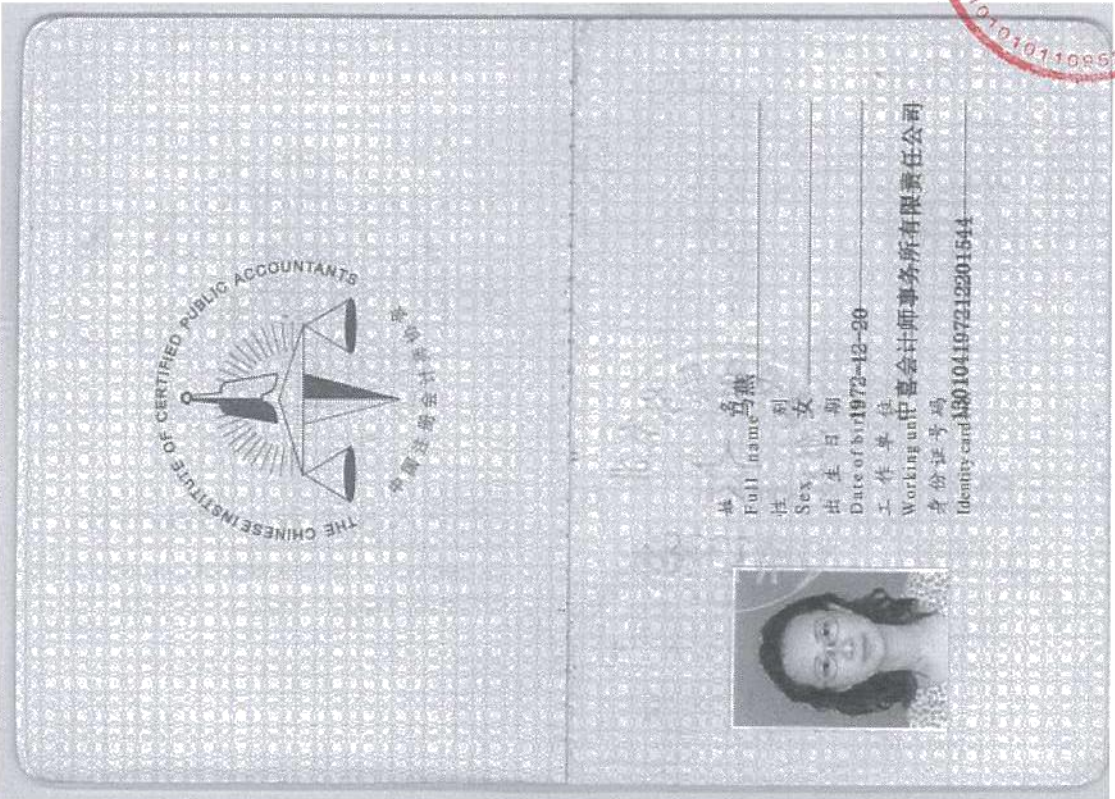 THE CHINESE INSTITUTE OF CERTIFIED PUBLIC ACCOUNTANTS
中国注册会计师协会
姓 名
Full name 马燕
性 别
Sex 女
出 生 日 期
Date of birth 1972-12-20
工 作 单 位
Working unit 中喜会计师事务所有限责任公司
身 份 证 号 码
Identity card 130104197212201544